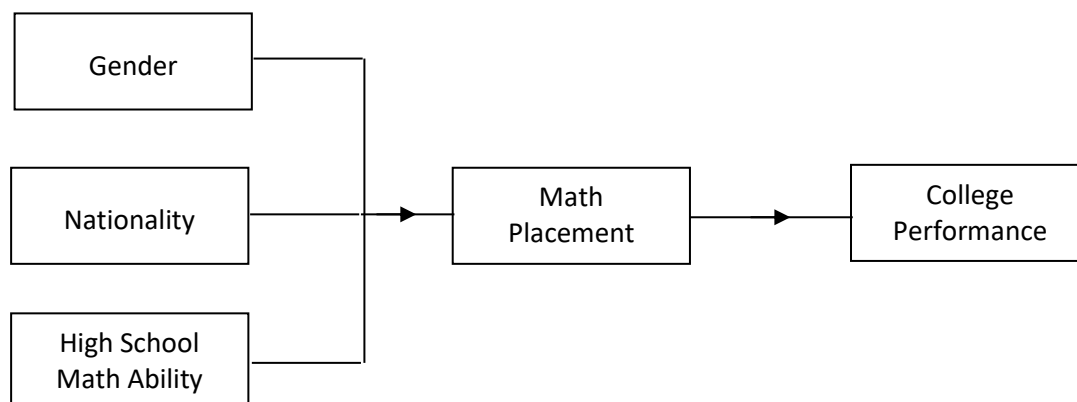 Gender
Nationality
High School
Math Ability
Math
Placement
College
Performance